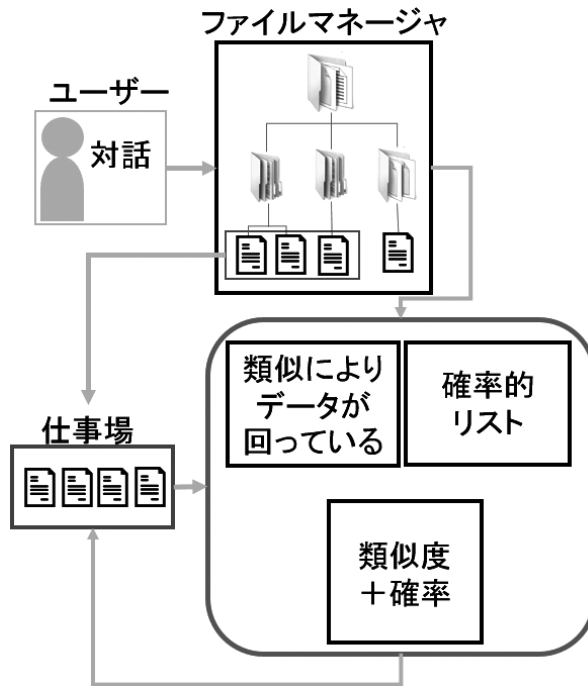 ファイルマネージャ
ユーザー
対話
類似により
データが
回っている
確率的
リスト
仕事場
類似度
＋確率